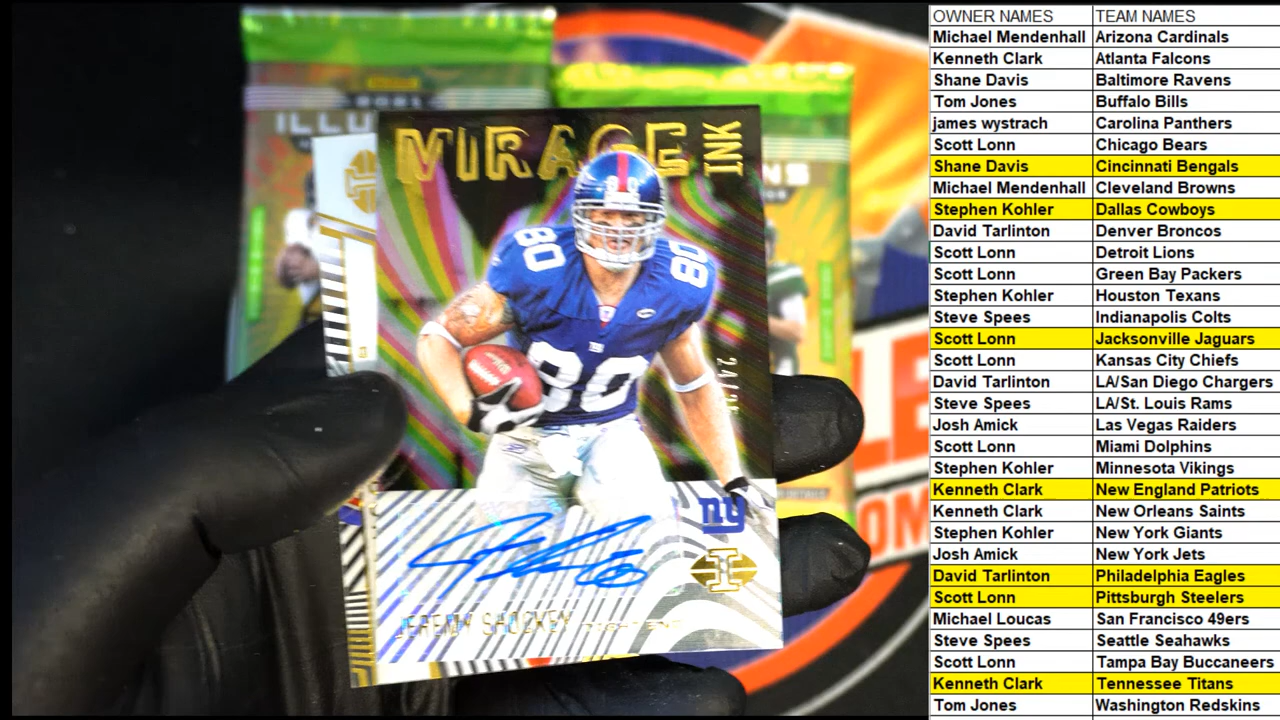 MIRAGE
INK
80
80
80
ny
JEREMY SHOCKEY
TIGHT END
OWNER NAMES TEAM NAMES
Michael Mendenhall Arizona Cardinals
Kenneth Clark Atlanta Falcons
Shane Davis Baltimore Ravens
Tom Jones Buffalo Bills
james wystrach Carolina Panthers
Scott Lonn Chicago Bears
Shane Davis Cincinnati Bengals
Michael Mendenhall Cleveland Browns
Stephen Kohler Dallas Cowboys
David Tarlinton Denver Broncos
Scott Lonn Detroit Lions
Scott Lonn Green Bay Packers
Stephen Kohler Houston Texans
Steve Spees Indianapolis Colts
Scott Lonn Jacksonville Jaguars
Scott Lonn Kansas City Chiefs
David Tarlinton LA/San Diego Chargers
Steve Spees LA/St. Louis Rams
Josh Amick Las Vegas Raiders
Scott Lonn Miami Dolphins
Stephen Kohler Minnesota Vikings
Kenneth Clark New England Patriots
Kenneth Clark New Orleans Saints
Stephen Kohler New York Giants
Josh Amick New York Jets
David Tarlinton Philadelphia Eagles
Scott Lonn Pittsburgh Steelers
Michael Loucas San Francisco 49ers
Steve Spees Seattle Seahawks
Scott Lonn Tampa Bay Buccaneers
Kenneth Clark Tennessee Titans
Tom Jones Washington Redskins